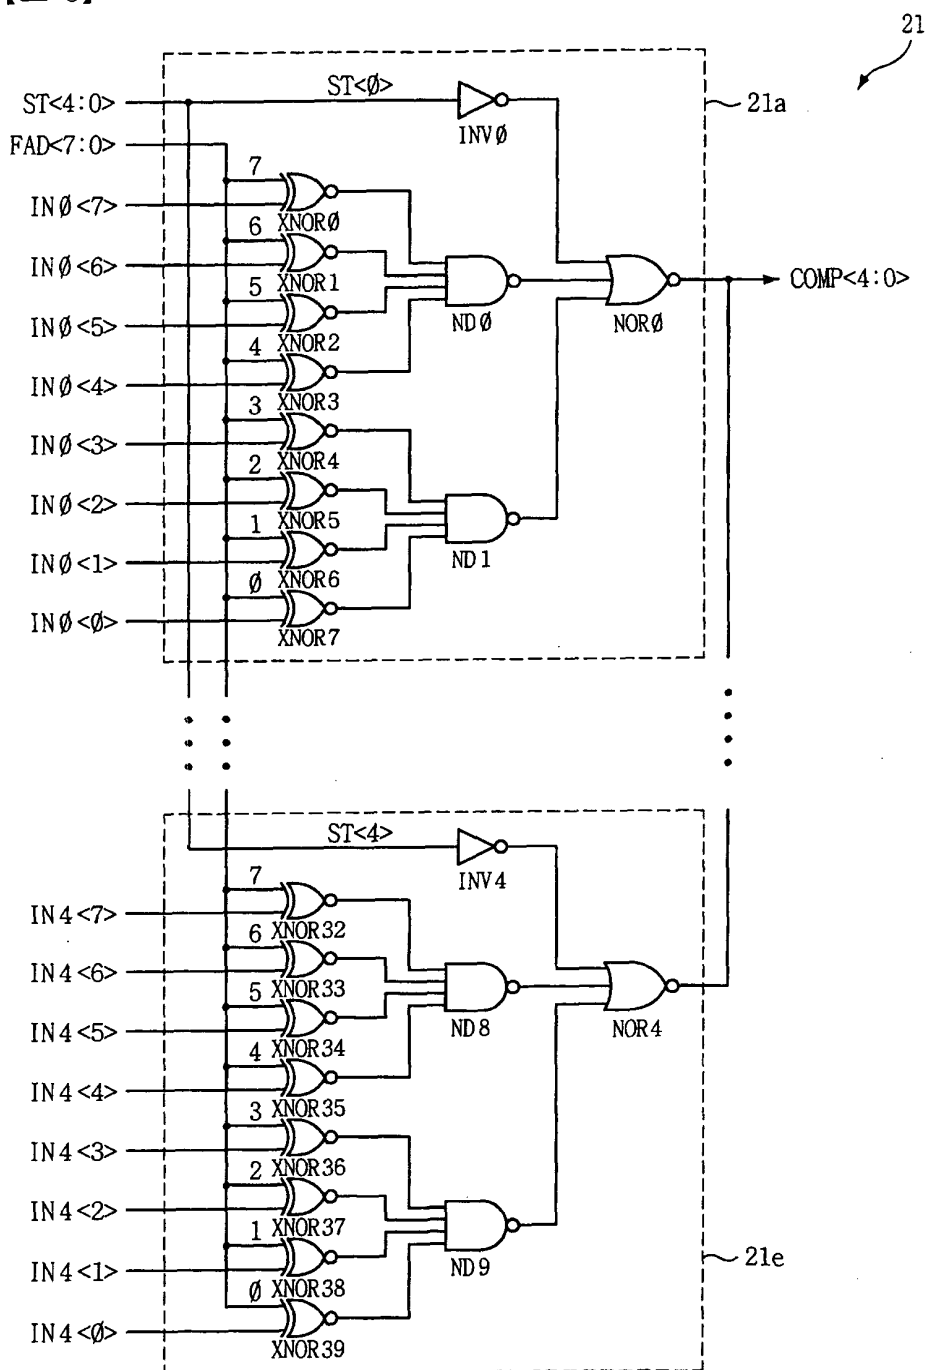 21
ST<4:0>
ST<Ø>
INVØ
21a
FAD<7:0>
7
INØ<7>
XNORØ
6
INØ<6>
XNOR1
5
INØ<5>
XNOR2
4
INØ<4>
XNOR3
3
INØ<3>
XNOR4
2
INØ<2>
XNOR5
1
INØ<1>
XNOR6
Ø
INØ<Ø>
XNOR7
NDØ
ND1
NORØ
COMP<4:0>
ST<4>
INV4
7
IN4<7>
XNOR32
6
IN4<6>
XNOR33
5
IN4<5>
XNOR34
4
IN4<4>
XNOR35
3
IN4<3>
XNOR36
2
IN4<2>
XNOR37
1
IN4<1>
XNOR38
Ø
IN4<Ø>
XNOR39
ND8
ND9
NOR4
21e